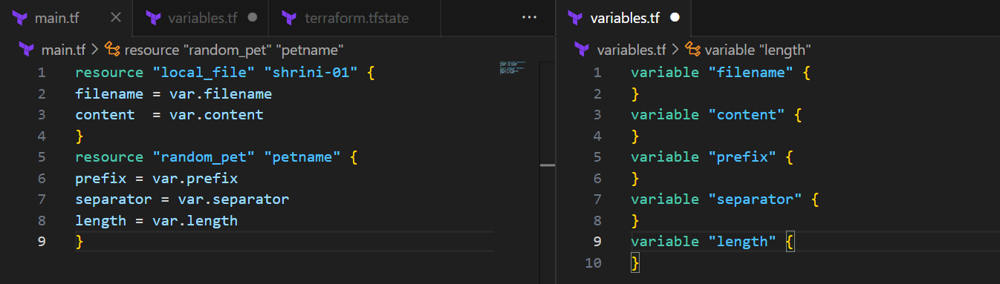 main.tf variables.tf terraform.tfstate ...
main.tf > resource "random_pet" "petname"
1 resource "local_file" "shrini-01" {
2 filename = var.filename
3 content  = var.content
4 }
5 resource "random_pet" "petname" {
6 prefix = var.prefix
7 separator = var.separator
8 length = var.length
9 }
variables.tf
variables.tf > variable "length"
1 variable "filename" {
2 }
3 variable "content" {
4 }
5 variable "prefix" {
6 }
7 variable "separator" {
8 }
9 variable "length" {
10 }